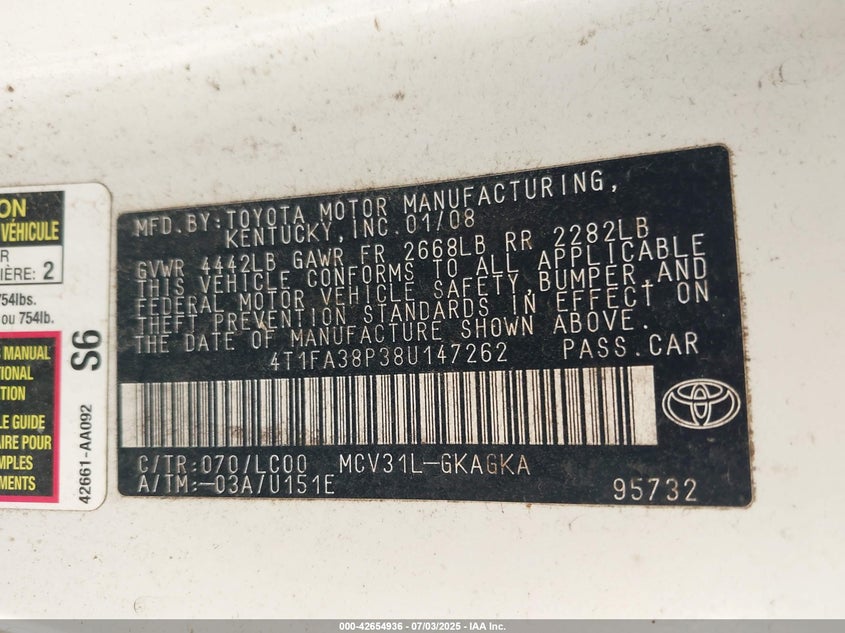 ON
VÉHICULE
R
IÈRE: 2
754lbs.
ou 754lb.
S MANUAL
TIONAL
TION
LE GUIDE
AIRE POUR
MPLES
MENTS
S6
42661-AA092
MFD.BY:TOYOTA MOTOR MANUFACTURING,
KENTUCKY,INC.01/08
GVWR 4442LB GAWR FR 2668LB RR 2282LB
THIS VEHICLE CONFORMS TO ALL APPLICABLE
FEDERAL MOTOR VEHICLE SAFETY,BUMPER,AND
THEFT PREVENTION STANDARDS IN EFFECT ON
THE DATE OF MANUFACTURE SHOWN ABOVE.
4T1FA38P38U147262 PASS.CAR
C/TR:070/LC00 MCV31L-GKAGKA
A/TM:-03A/U151E
95732
000-42654936 - 07/03/2025 - IAA Inc.